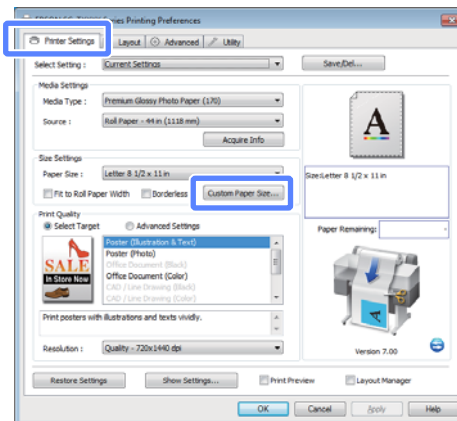 Series Printing Preferences
Printer Settings Layout Advanced Utility
Select Setting : Current Settings Save/Del...
Media Settings
Media Type : Premium Glossy Photo Paper (170)
Source : Roll Paper - 44 in (1118 mm)
Acquire Info
A
Size Settings
Paper Size : Letter 8 1/2 x 11 in
Size:Letter 8 1/2 x 11 in
Fit to Roll Paper Width Borderless Custom Paper Size...
Print Quality
Select Target Advanced Settings
Paper Remaining: -
SALE
In Store Now
Poster (Illustration & Text)
Poster (Photo)
Office Document (Black)
Office Document (Color)
CAD / Line Drawing (Black)
CAD / Line Drawing (Color)
A
Print posters with illustrations and texts vividly.
Resolution : Quality - 720x1440 dpi
Version 7.00
Restore Settings Show Settings... Print Preview Layout Manager
OK Cancel Apply Help